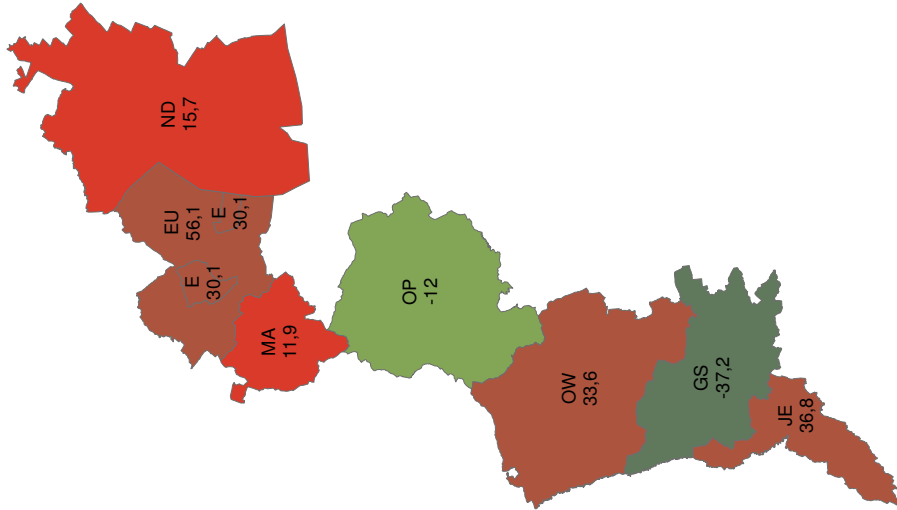 ND
15,7
EU
56,1
E
30,1
E
30,1
MA
11,9
OP
-12
OW
33,6
GS
-37,2
JE
36,8